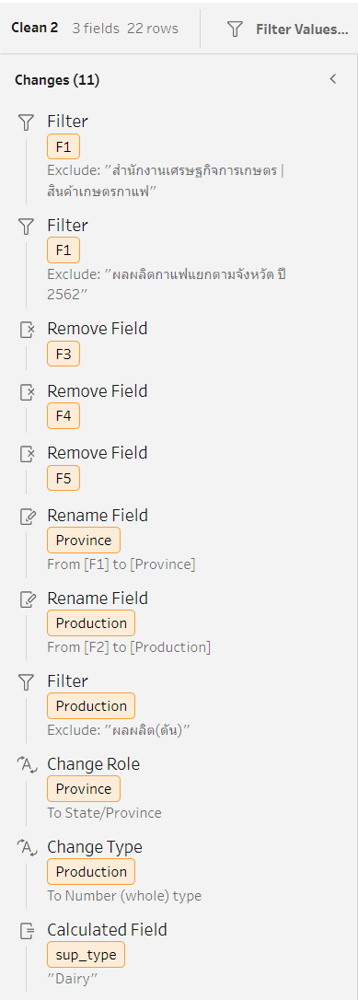 Clean 2 3 fields 22 rows Filter Values...
Changes (11)
Filter
F1
Exclude: "สำนักงานเศรษฐกิจการเกษตร |
สินค้าเกษตรกาแฟ"
Filter
F1
Exclude: "ผลผลิตกาแฟแยกตามจังหวัด ปี
2562"
Remove Field
F3
Remove Field
F4
Remove Field
F5
Rename Field
Province
From [F1] to [Province]
Rename Field
Production
From [F2] to [Production]
Filter
Production
Exclude: "ผลผลิต(ตัน)"
Change Role
Province
To State/Province
Change Type
Production
To Number (whole) type
Calculated Field
sup_type
"Dairy"